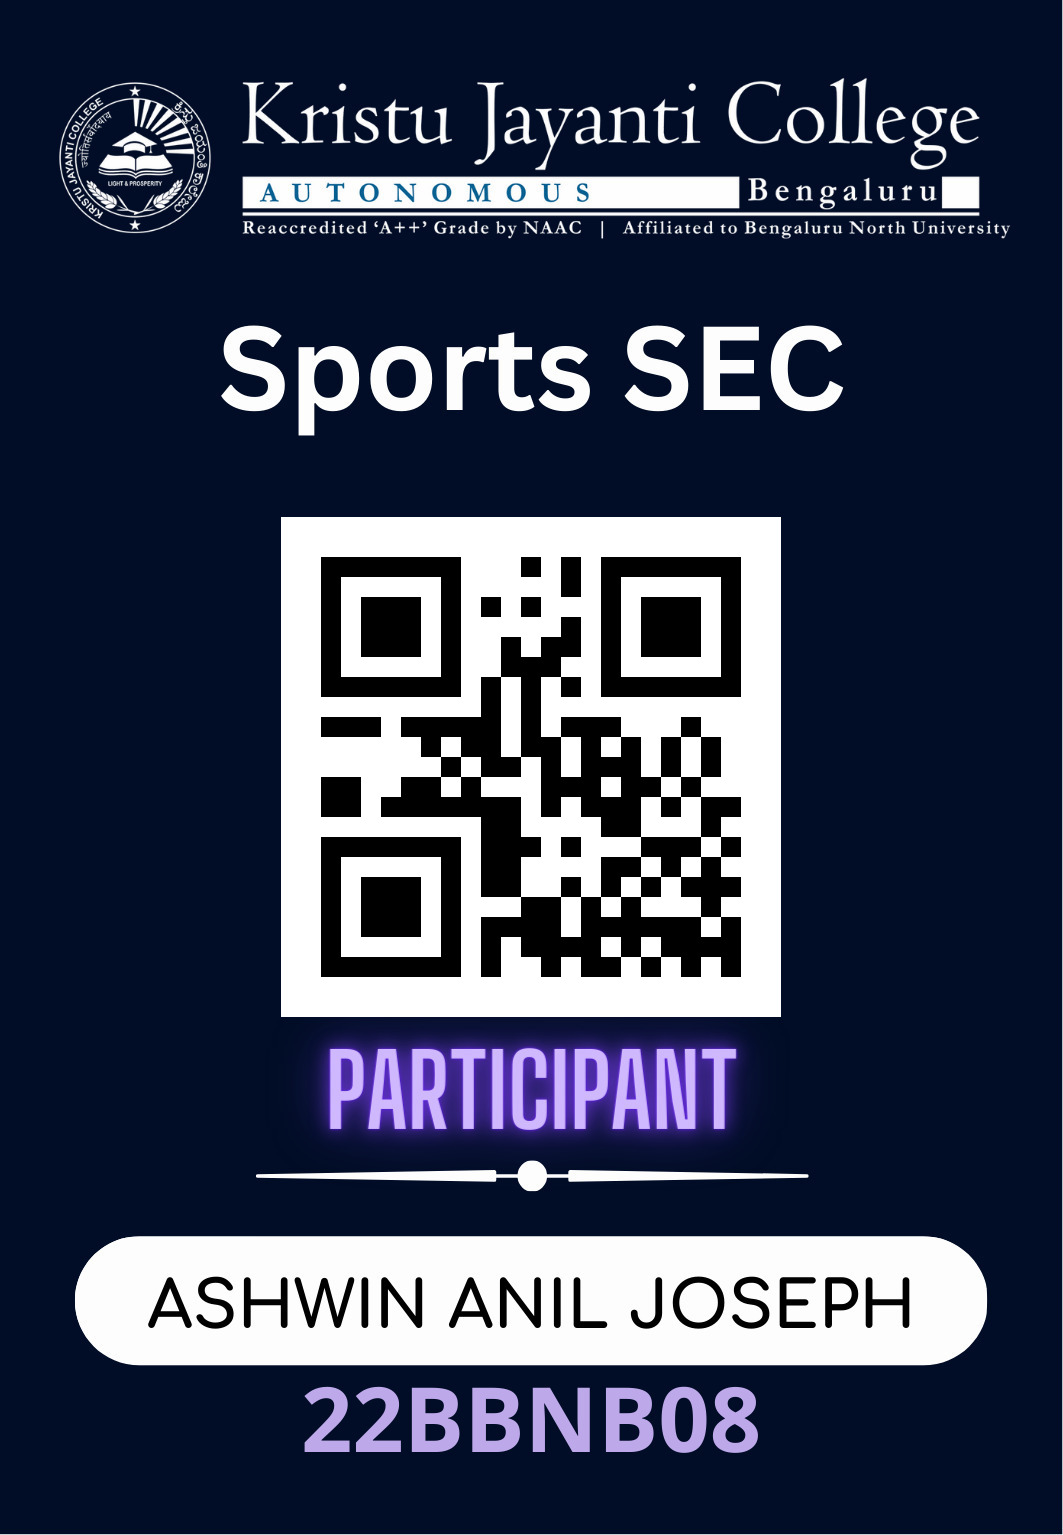 Kristu Jayanti College
AUTONOMOUS Bengaluru
Reaccredited ‘A++’ Grade by NAAC | Affiliated to Bengaluru North University
KRISTU JAYANTI COLLEGE
LIGHT & PROSPERITY
Sports SEC
PARTICIPANT
ASHWIN ANIL JOSEPH
22BBNB08